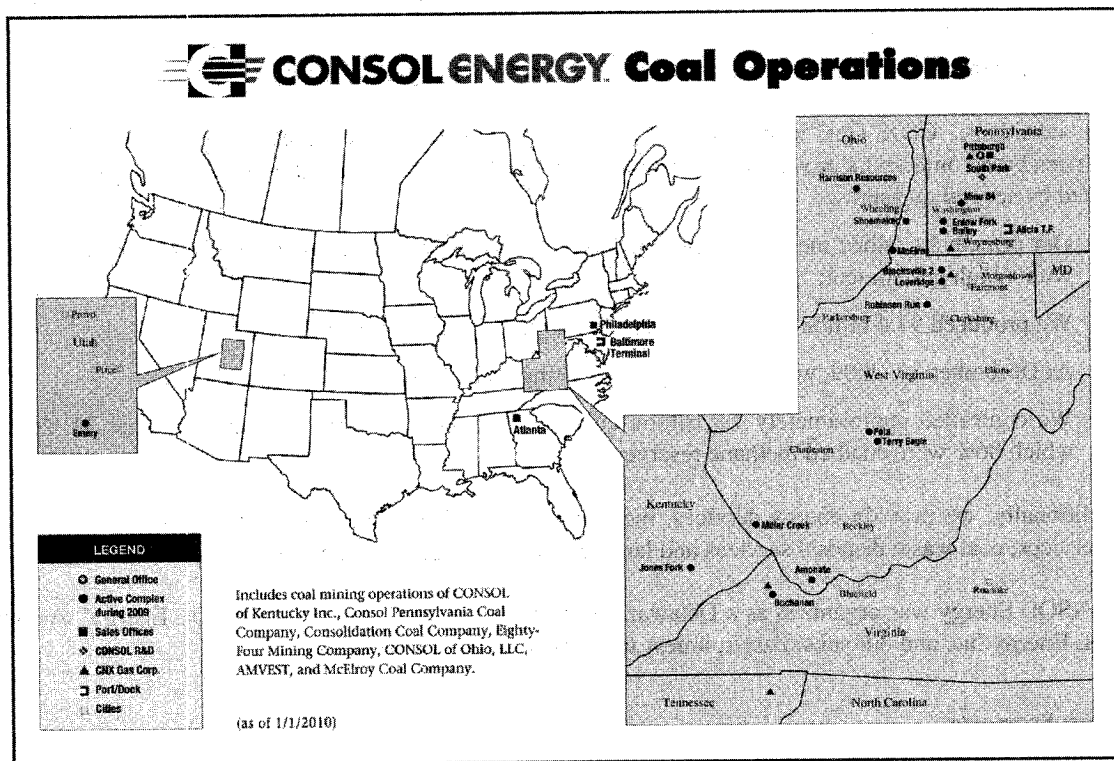 CONSOL ENERGY Coal Operations
Ohio
Pennsylvania
Pittsburgh
South Park
Harrison Resources
Mine 84
Wheeling
Washington
Shoemaker
Enlow Fork
Bailey
Alicia T.F.
Waynesburg
McElroy
MD
Blacksville 2
Morgantown
Loveridge
Fairmont
Robinson Run
Parkersburg
Clarksburg
Provo
Utah
Price
Emery
Philadelphia
Baltimore
Terminal
Atlanta
West Virginia
Elkins
Fola
Terry Eagle
Charleston
Kentucky
Miller Creek
Beckley
Jones Fork
Amonate
Bluefield
Buchanan
Roanoke
Virginia
Tennessee
North Carolina
LEGEND
General Office
Active Complex
during 2009
Sales Offices
CONSOL R&D
CNX Gas Corp.
Port/Dock
Cities
Includes coal mining operations of CONSOL
of Kentucky Inc., Consol Pennsylvania Coal
Company, Consolidation Coal Company, Eighty-
Four Mining Company, CONSOL of Ohio, LLC,
AMVEST, and McElroy Coal Company.
(as of 1/1/2010)